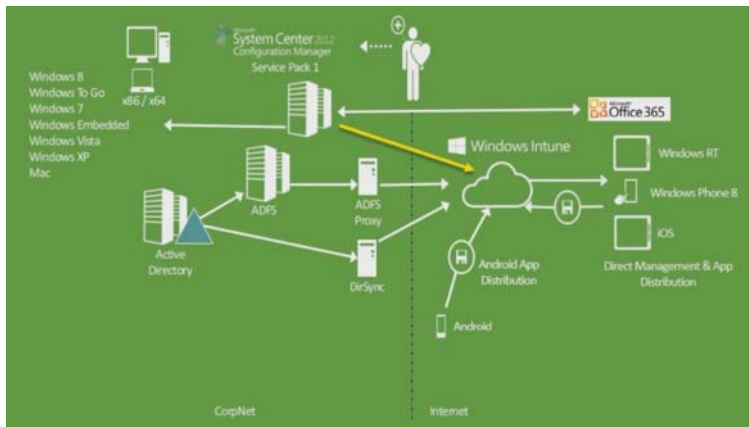 Microsoft
System Center 2012
Configuration Manager
Service Pack 1
Windows 8
Windows To Go
Windows 7
Windows Embedded
Windows Vista
Windows XP
Mac
x86 / x64
Microsoft
Office 365
Windows Intune
Windows RT
Windows Phone 8
iOS
Direct Management & App
Distribution
ADFS
ADFS
Proxy
Active
Directory
DirSync
Android App
Distribution
Android
CorpNet
Internet